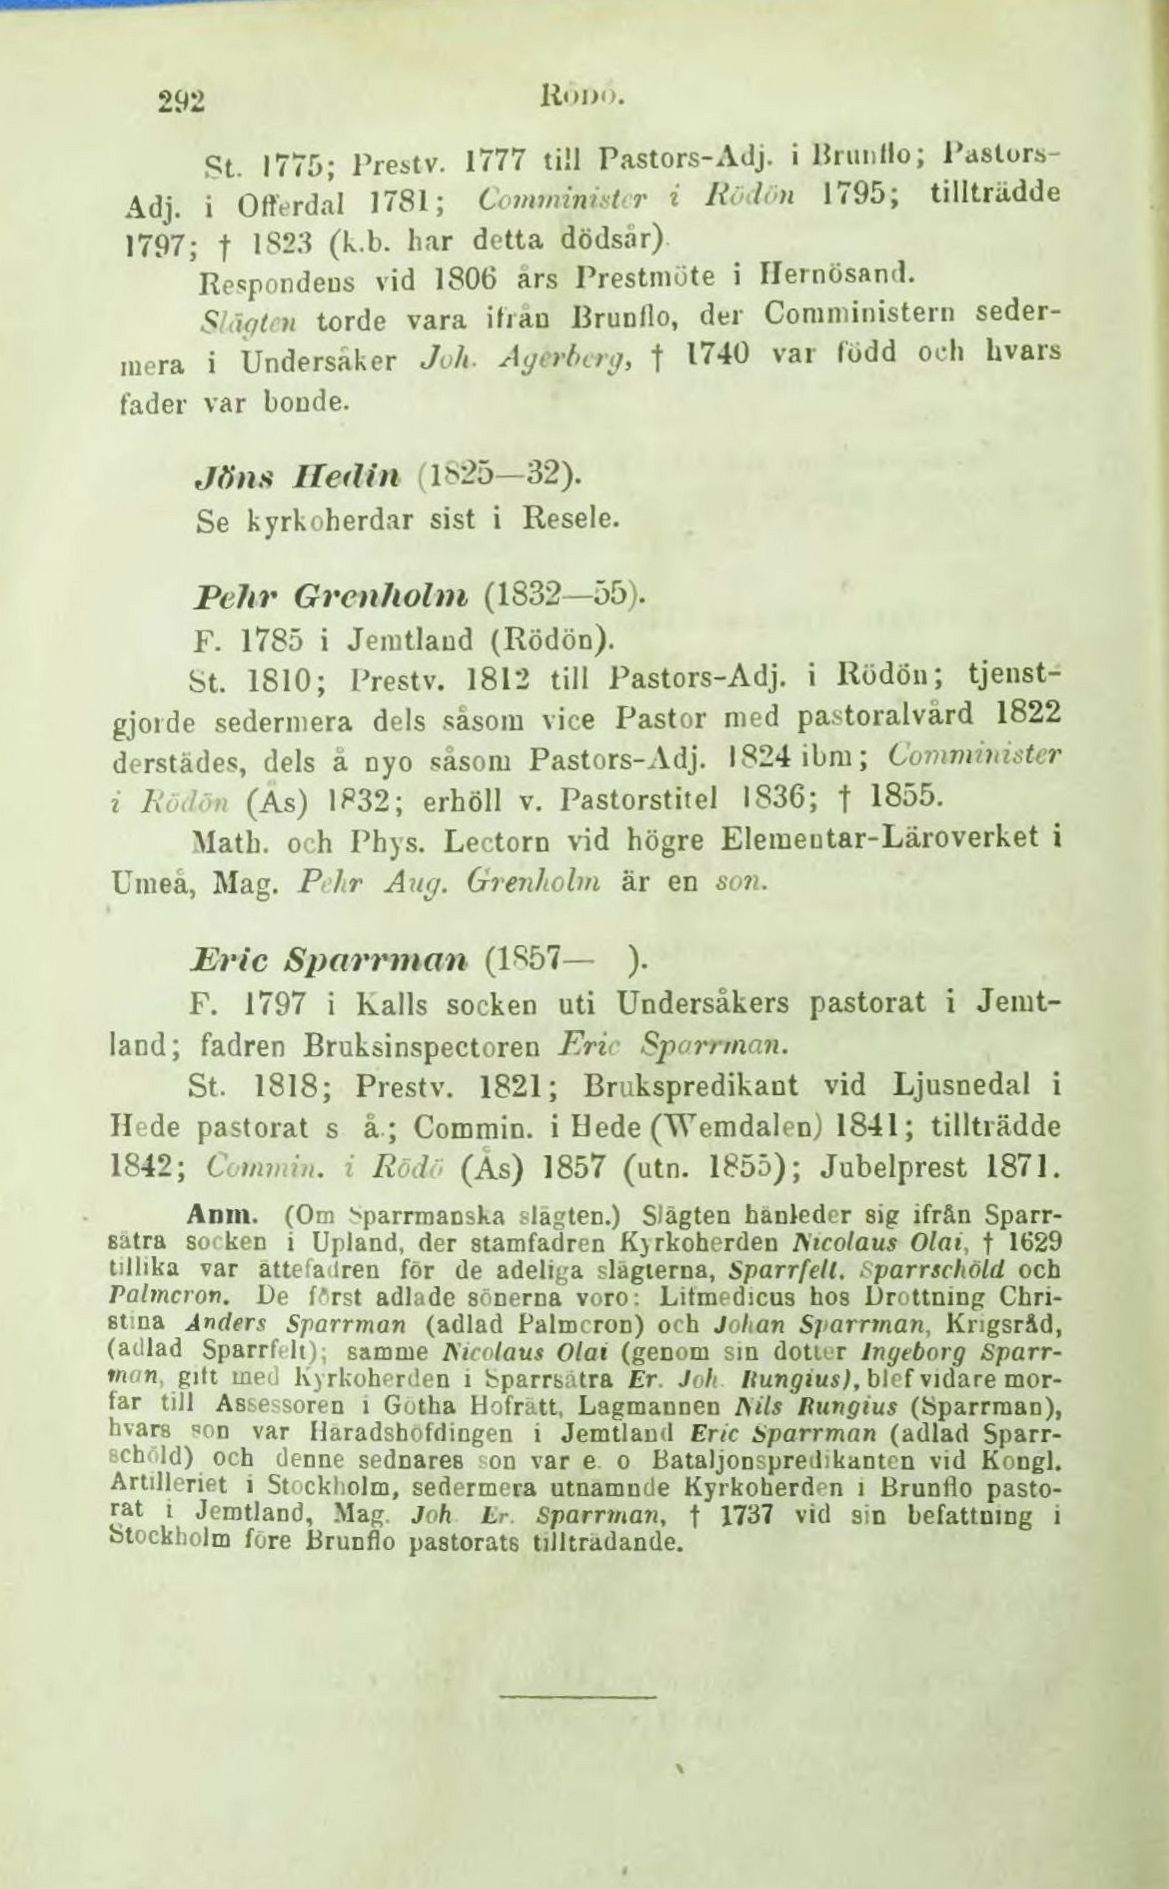 292 RÖDÖ.
St. 1775; Prestv. 1777 till Pastors-Adj. i Brunflo; Pastors-
Adj. i Offerdal 1781; Comminister i Rödön 1795; tillträdde
1797; † 1823 (k.b. har detta dödsår)
Respondens vid 1806 års Prestmöte i Hernösand.
Slägten torde vara ifrån Brunflo, der Comministern seder-
mera i Undersåker Joh. Agerberg, † 1740 var född och hvars
fader var bonde.
Jöns Hedin (1825—32).
Se kyrkoherdar sist i Resele.
Pehr Grenholm (1832—55).
F. 1785 i Jemtland (Rödön).
St. 1810; Prestv. 1812 till Pastors-Adj. i Rödön; tjenst-
gjorde sedermera dels såsom vice Pastor med pastoralvård 1822
derstädes, dels å nyo såsom Pastors-Adj. 1824 ibm; Comminister
i Rödön (Ås) 1832; erhöll v. Pastorstitel 1836; † 1855.
Math. och Phys. Lectorn vid högre Elementar-Läroverket i
Umeå, Mag. Pehr Aug. Grenholm är en son.
Eric Sparrman (1857— ).
F. 1797 i Kalls socken uti Undersåkers pastorat i Jemt-
land; fadren Bruksinspectoren Eric Sparrman.
St. 1818; Prestv. 1821; Brukspredikant vid Ljusnedal i
Hede pastorat s å.; Commin. i Hede (Wemdalen) 1841; tillträdde
1842; Commin. i Rödö (Ås) 1857 (utn. 1855); Jubelprest 1871.
Anm. (Om Sparrmanska slägten.) Slägten hänleder sig ifrån Sparr-
sätra socken i Upland, der stamfadren Kyrkoherden Nicolaus Olai, † 1629
tillika var ättefadren för de adeliga slägterna, Sparrfelt, Sparrschöld och
Palmcron. De först adlade sönerna voro: Lifmedicus hos Drottning Chri-
stina Anders Sparrman (adlad Palmcron) och Johan Sparrman, Krigsråd,
(adlad Sparrfelt); samme Nicolaus Olai (genom sin dotter Ingeborg Sparr-
man, gift med Kyrkoherden i Sparrsätra Er. Joh. Rungius), blef vidare mor-
far till Assessoren i Götha Hofrätt, Lagmannen Nils Rungius (Sparrman),
hvars son var Häradshöfdingen i Jemtland Eric Sparrman (adlad Sparr-
schöld) och denne sednares son var e. o Bataljonspredikanten vid Kongl.
Artilleriet i Stockholm, sedermera utnämnde Kyrkoherden i Brunflo pasto-
rat i Jemtland, Mag. Joh Er. Sparrman, † 1737 vid sin befattning i
Stockholm före Brunflo pastorats tillträdande.